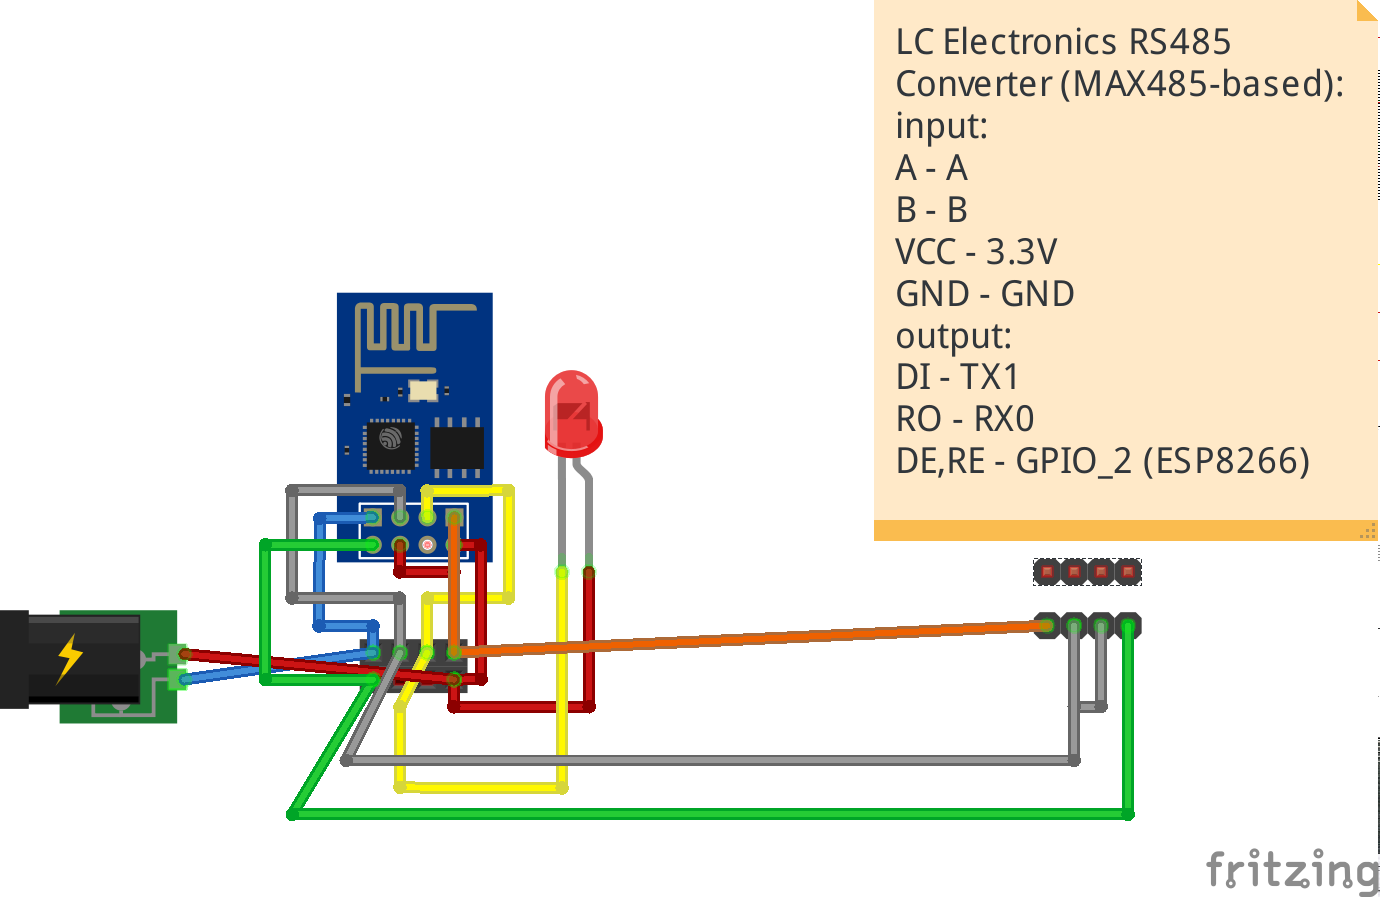 LC Electronics RS485
Converter (MAX485-based):
input:
A - A
B - B
VCC - 3.3V
GND - GND
output:
DI - TX1
RO - RX0
DE,RE - GPIO_2 (ESP8266)
fritzing